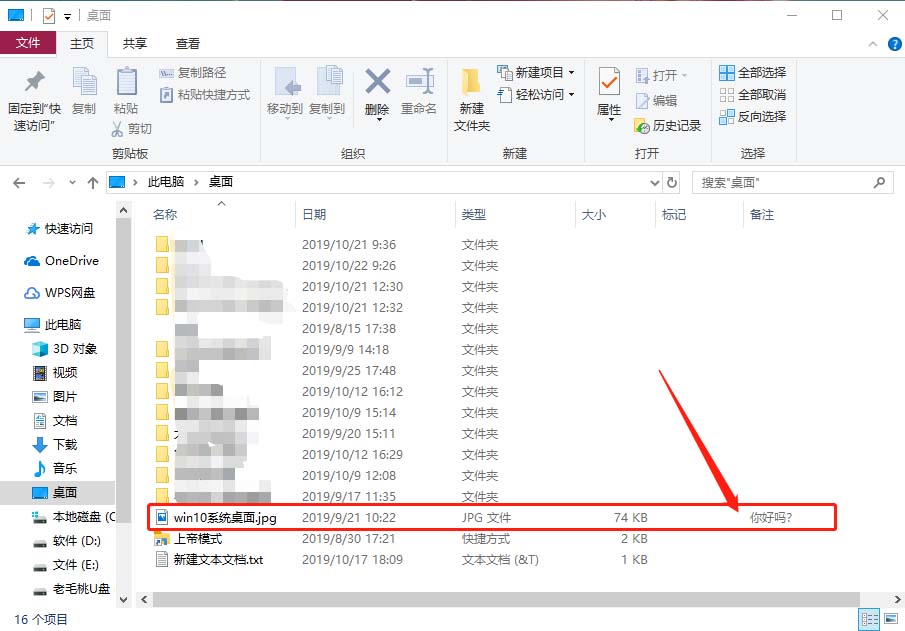 桌面
文件 主页 共享 查看
固定到“快速访问”
复制
粘贴
复制路径
粘贴快捷方式
剪切
剪贴板
移动到
复制到
删除
重命名
组织
新建文件夹
新建项目
轻松访问
新建
属性
打开
编辑
历史记录
打开
全部选择
全部取消
反向选择
选择
此电脑 › 桌面
搜索"桌面"
快速访问
OneDrive
WPS网盘
此电脑
3D 对象
视频
图片
文档
下载
音乐
桌面
本地磁盘 (C
软件 (D:)
文件 (E:)
老毛桃U盘
名称 日期 类型 大小 标记 备注
2019/10/21 9:36 文件夹
2019/10/22 9:26 文件夹
2019/10/21 12:30 文件夹
2019/10/21 12:32 文件夹
2019/8/15 17:38 文件夹
2019/9/9 14:18 文件夹
2019/9/25 17:48 文件夹
2019/10/12 16:12 文件夹
2019/10/9 15:14 文件夹
2019/9/20 15:11 文件夹
2019/10/12 16:29 文件夹
2019/10/9 12:08 文件夹
2019/9/17 11:35 文件夹
win10系统桌面.jpg 2019/9/21 10:22 JPG 文件 74 KB 你好吗?
上帝模式 2019/8/30 17:21 快捷方式 2 KB
新建文本文档.txt 2019/10/17 18:09 文本文档 (&T) 1 KB
16 个项目